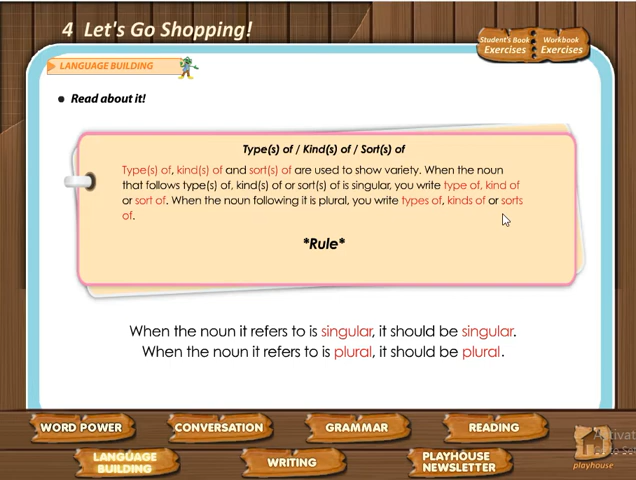 4 Let's Go Shopping!
Student's Book
Exercises
Workbook
Exercises
LANGUAGE BUILDING
Read about it!
Type(s) of / Kind(s) of / Sort(s) of
Type(s) of, kind(s) of and sort(s) of are used to show variety. When the noun
that follows type(s) of, kind(s) of or sort(s) of is singular, you write type of, kind of
or sort of. When the noun following it is plural, you write types of, kinds of or sorts
of.
*Rule*
When the noun it refers to is singular, it should be singular.
When the noun it refers to is plural, it should be plural.
WORD POWER
CONVERSATION
GRAMMAR
READING
LANGUAGE
BUILDING
WRITING
PLAYHOUSE
NEWSLETTER
playhouse